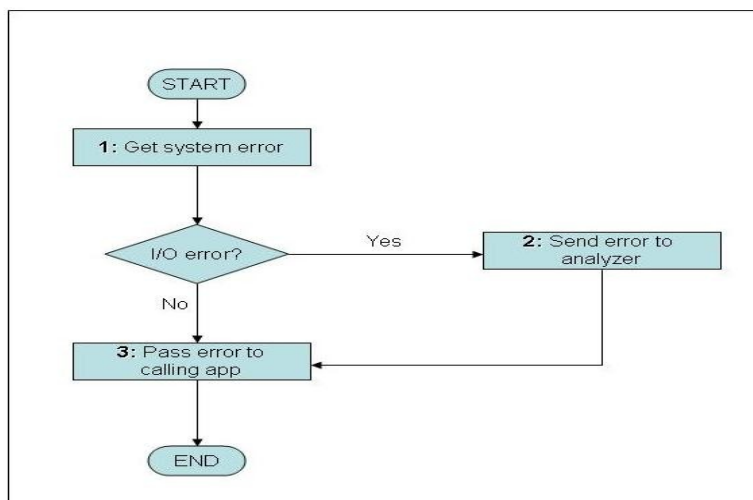 START
1: Get system error
I/O error?
Yes
2: Send error to
analyzer
No
3: Pass error to
calling app
END